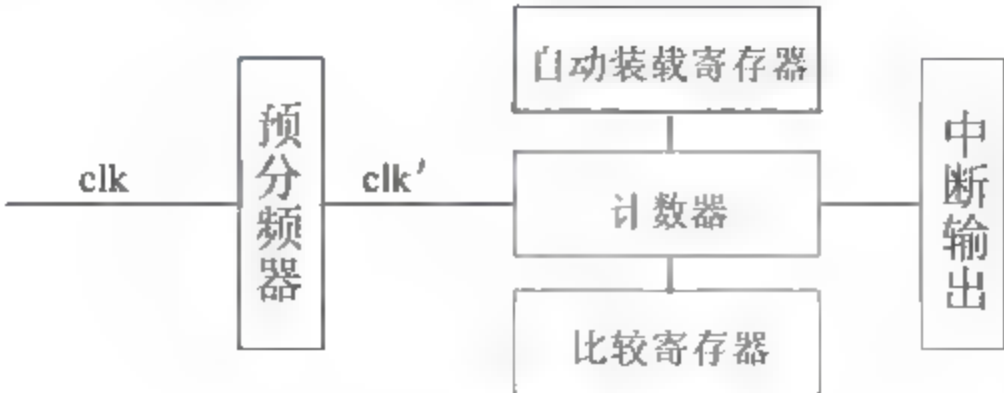 自动装载寄存器
预分频器
中断输出
clk
clk′
计数器
比较寄存器